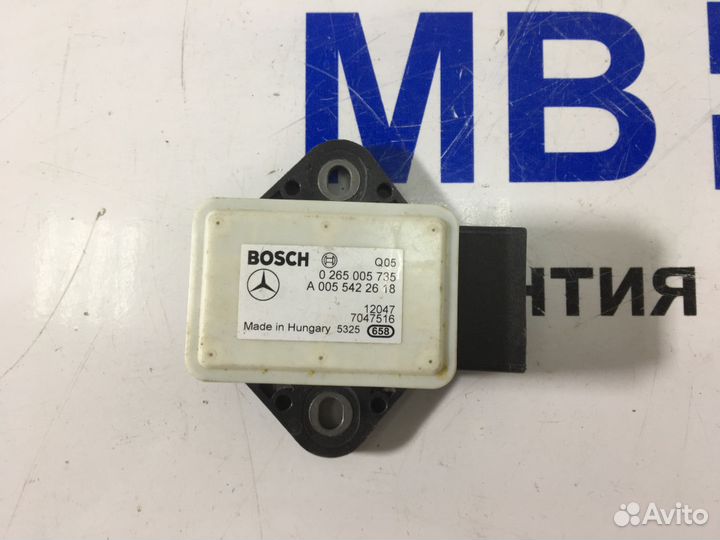 МВ
НТИЯ
BOSCH
Q05
0 265 005 735
A 005 542 26 18
12047
7047516
Made in Hungary 5325 658
Avito